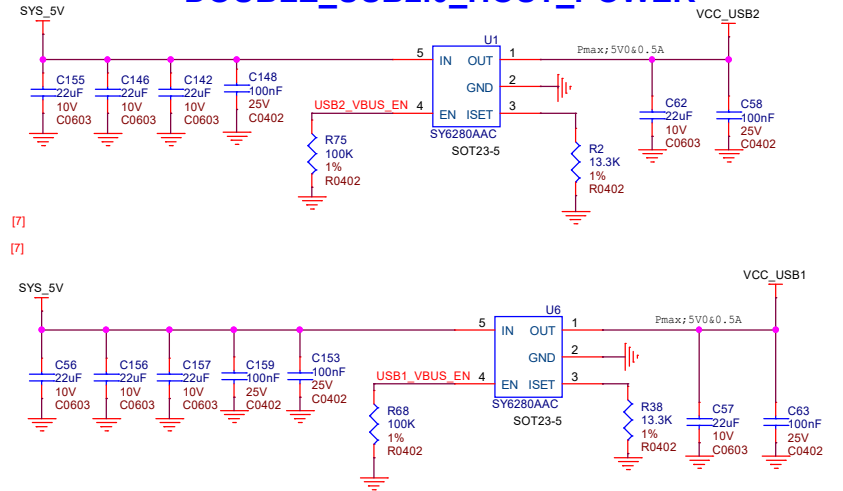 DOUBLE2_USB2.0_HOST_POWER
SYS_5V
VCC_USB2
U1
5 IN OUT 1
Pmax;5V0&0.5A
GND 2
USB2_VBUS_EN 4 EN ISET 3
SY6280AAC
SOT23-5
C155
22uF
10V
C0603
C146
22uF
10V
C0603
C142
22uF
10V
C0603
C148
100nF
25V
C0402
R75
100K
1%
R0402
R2
13.3K
1%
R0402
C62
22uF
10V
C0603
C58
100nF
25V
C0402
[7]
[7]
SYS_5V
VCC_USB1
U6
5 IN OUT 1
Pmax;5V0&0.5A
GND 2
USB1_VBUS_EN 4 EN ISET 3
SY6280AAC
SOT23-5
C56
22uF
10V
C0603
C156
22uF
10V
C0603
C157
22uF
10V
C0603
C159
100nF
25V
C0402
C153
100nF
25V
C0402
R68
100K
1%
R0402
R38
13.3K
1%
R0402
C57
22uF
10V
C0603
C63
100nF
25V
C0402